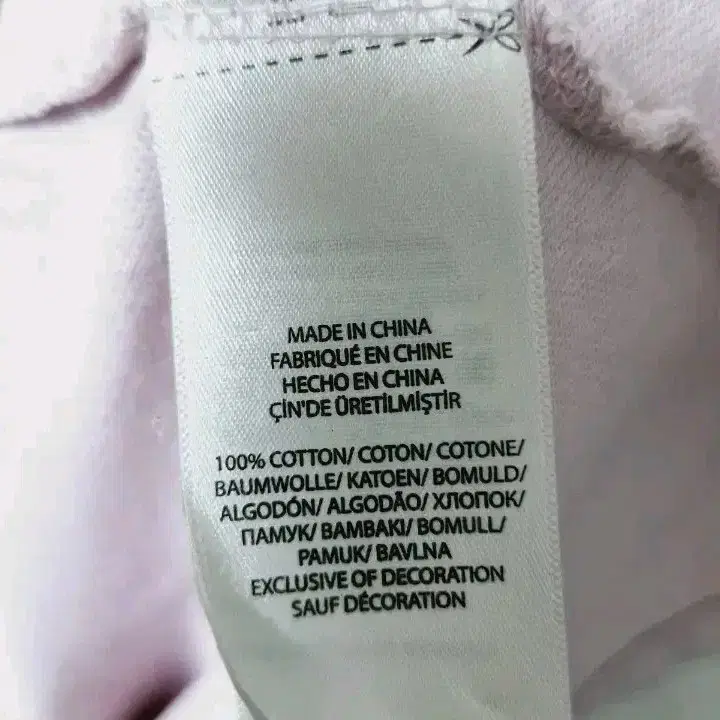 MADE IN CHINA
FABRIQUÉ EN CHINE
HECHO EN CHINA
ÇİN'DE ÜRETİLMİŞTİR
100% COTTON/ COTON/ COTONE/
BAUMWOLLE/ KATOEN/ BOMULD/
ALGODÓN/ ALGODÃO/ ХЛОПОК/
ПАМУК/ BAMBAKI/ BOMULL/
PAMUK/ BAVLNA
EXCLUSIVE OF DECORATION
SAUF DÉCORATION